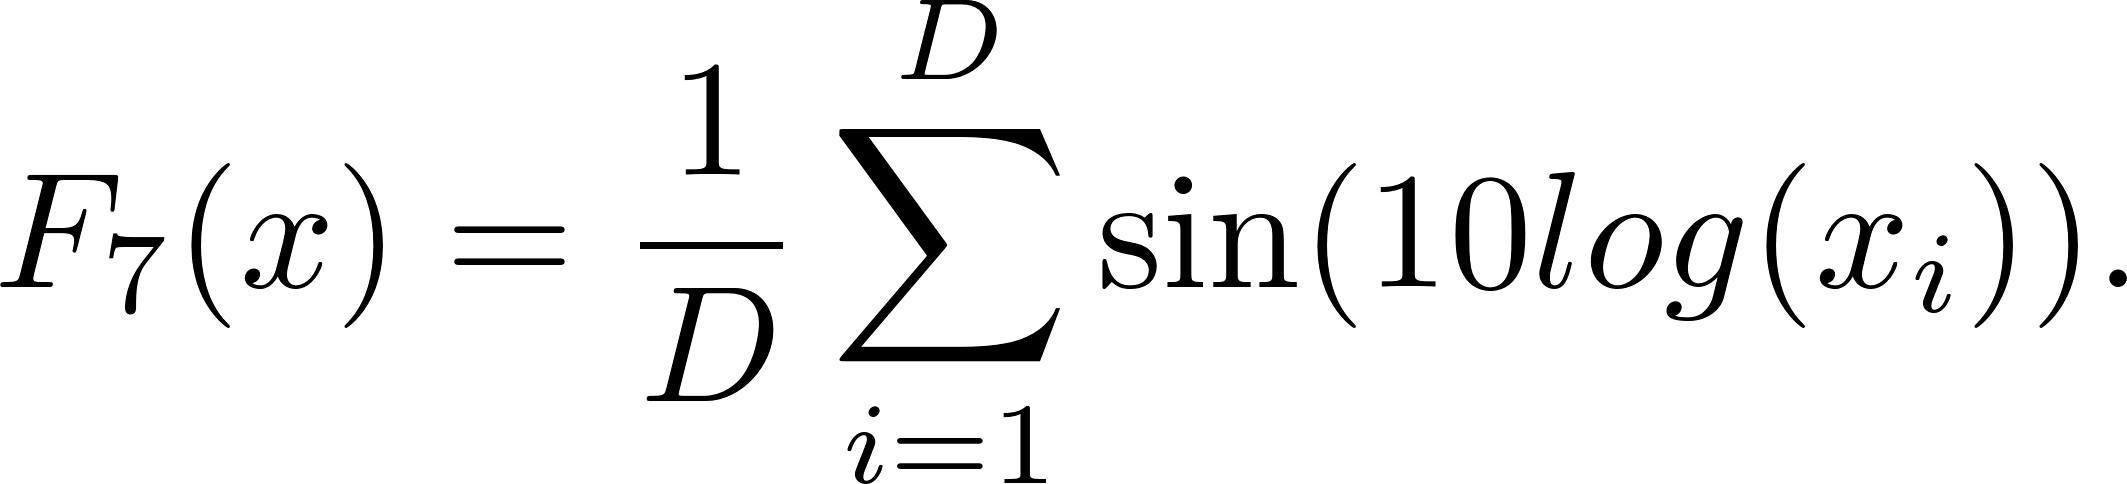 F_7(x) = \frac{1}{D} \sum_{i=1}^{D} \sin(10log(x_i)).